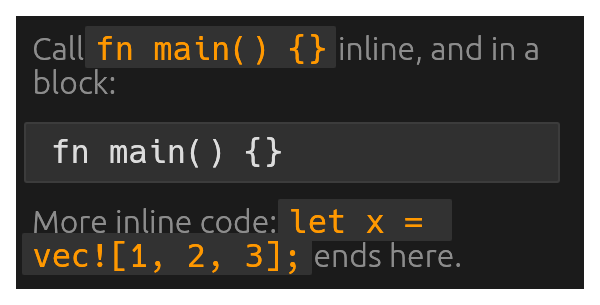 Call fn main() {} inline, and in a
block:
fn main() {}
More inline code: let x =
vec![1, 2, 3]; ends here.